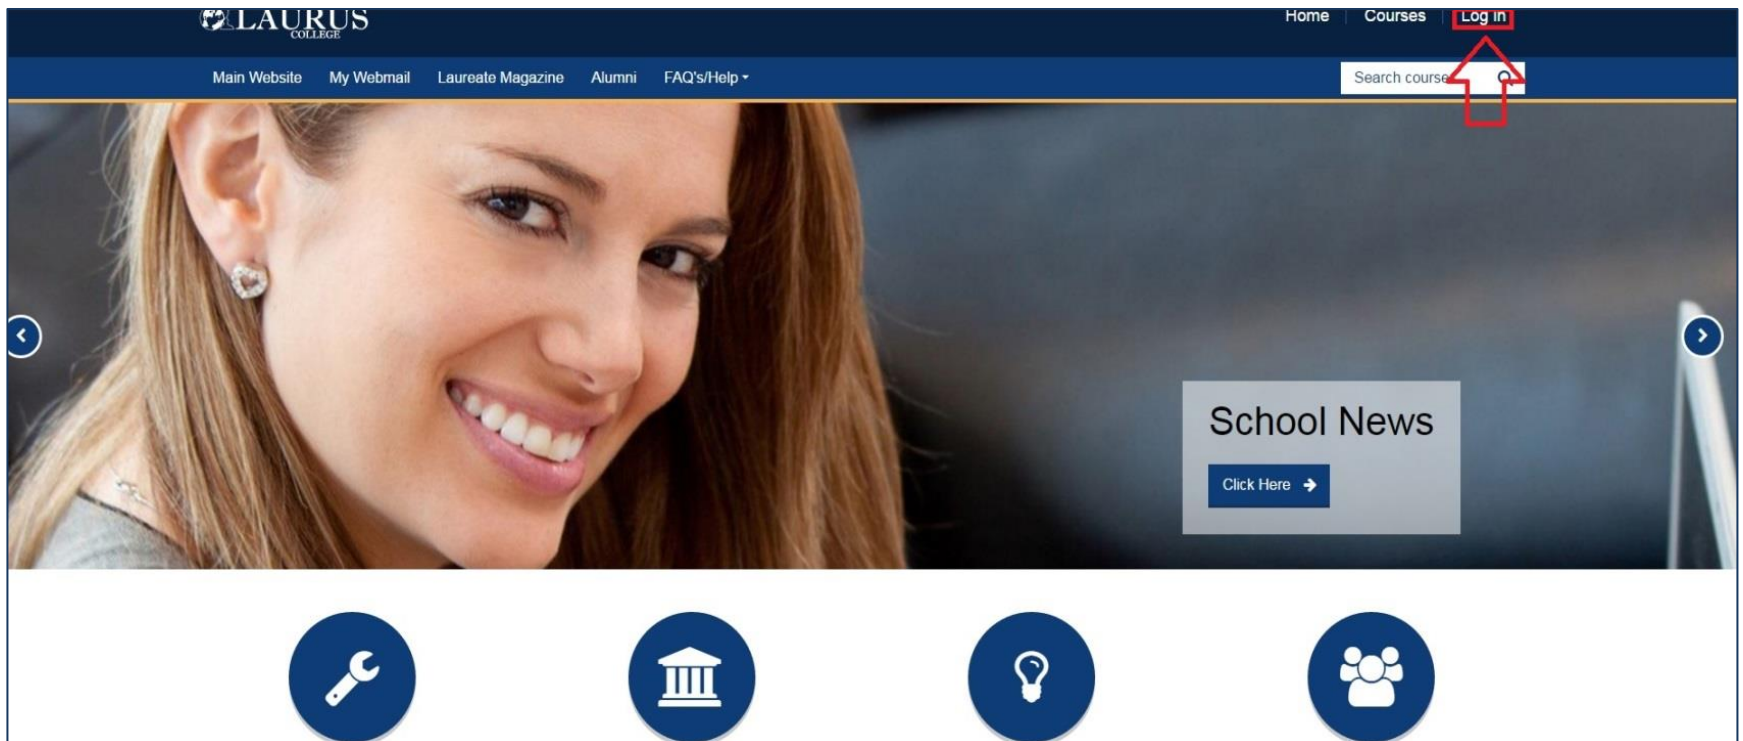 LAURUS
COLLEGE
Home Courses Log in
Main Website My Webmail Laureate Magazine Alumni FAQ's/Help
Search course
School News
Click Here